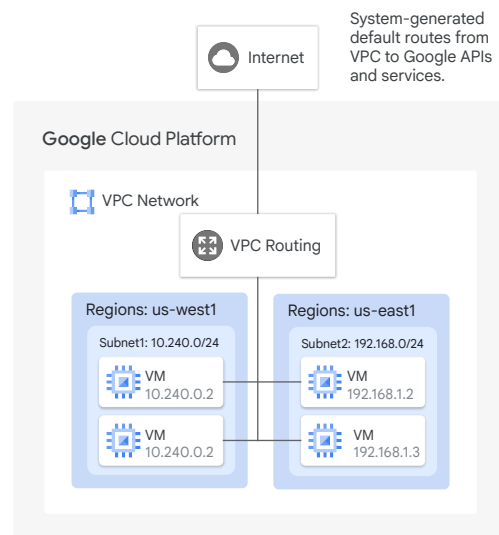 System-generated
default routes from
VPC to Google APIs
and services.
Internet
Google Cloud Platform
VPC Network
VPC Routing
Regions: us-west1
Subnet1: 10.240.0/24
VM
10.240.0.2
VM
10.240.0.2
Regions: us-east1
Subnet2: 192.168.0/24
VM
192.168.1.2
VM
192.168.1.3